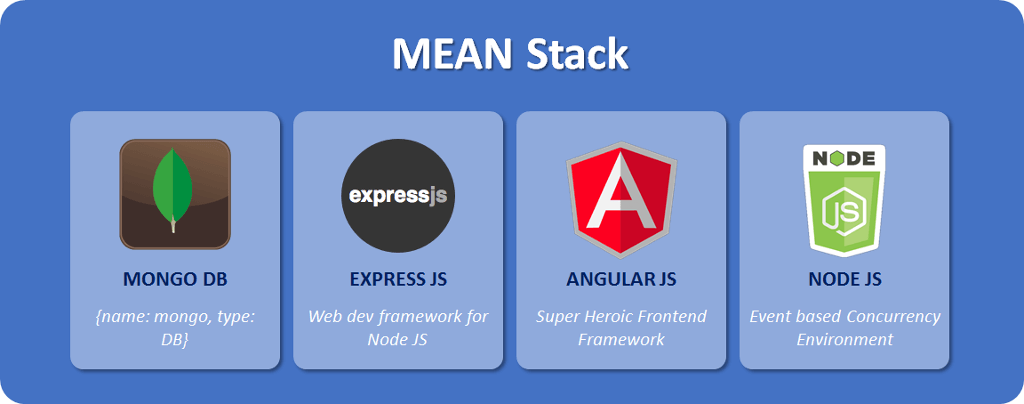 MEAN Stack
expressjs
A
NODE
JS
MONGO DB
EXPRESS JS
ANGULAR JS
NODE JS
{name: mongo, type:
DB}
Web dev framework for
Node JS
Super Heroic Frontend
Framework
Event based Concurrency
Environment